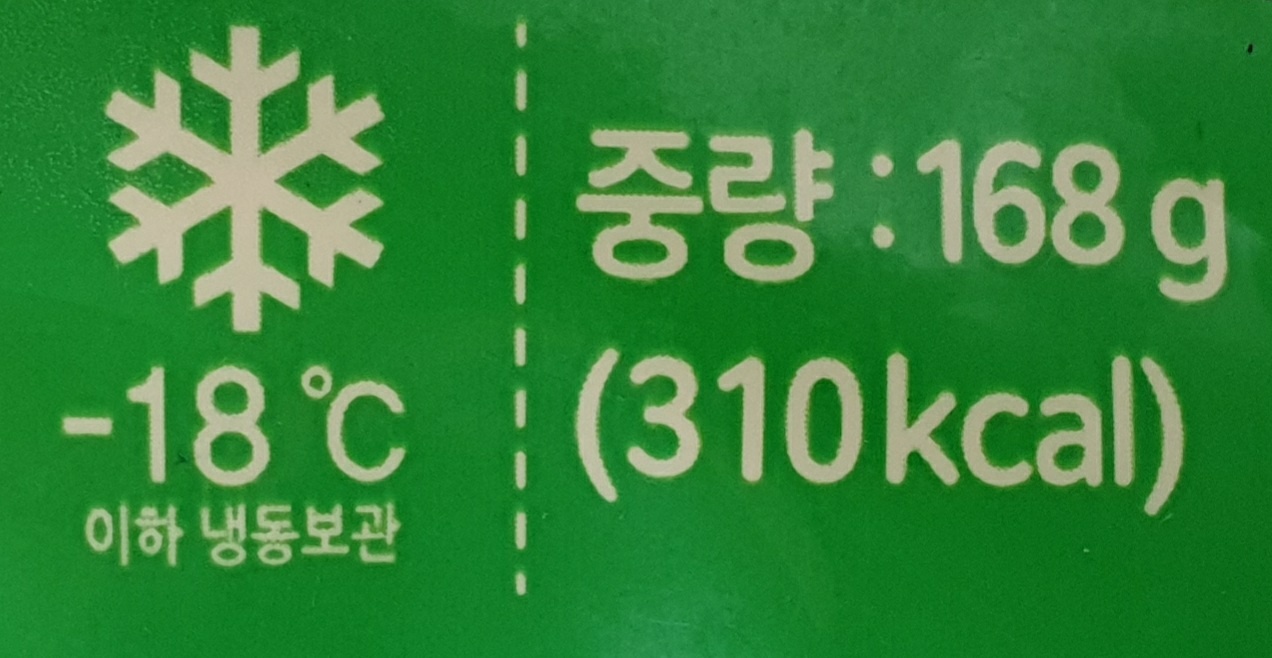 -18℃
이하 냉동보관
중량 : 168 g
(310 kcal)